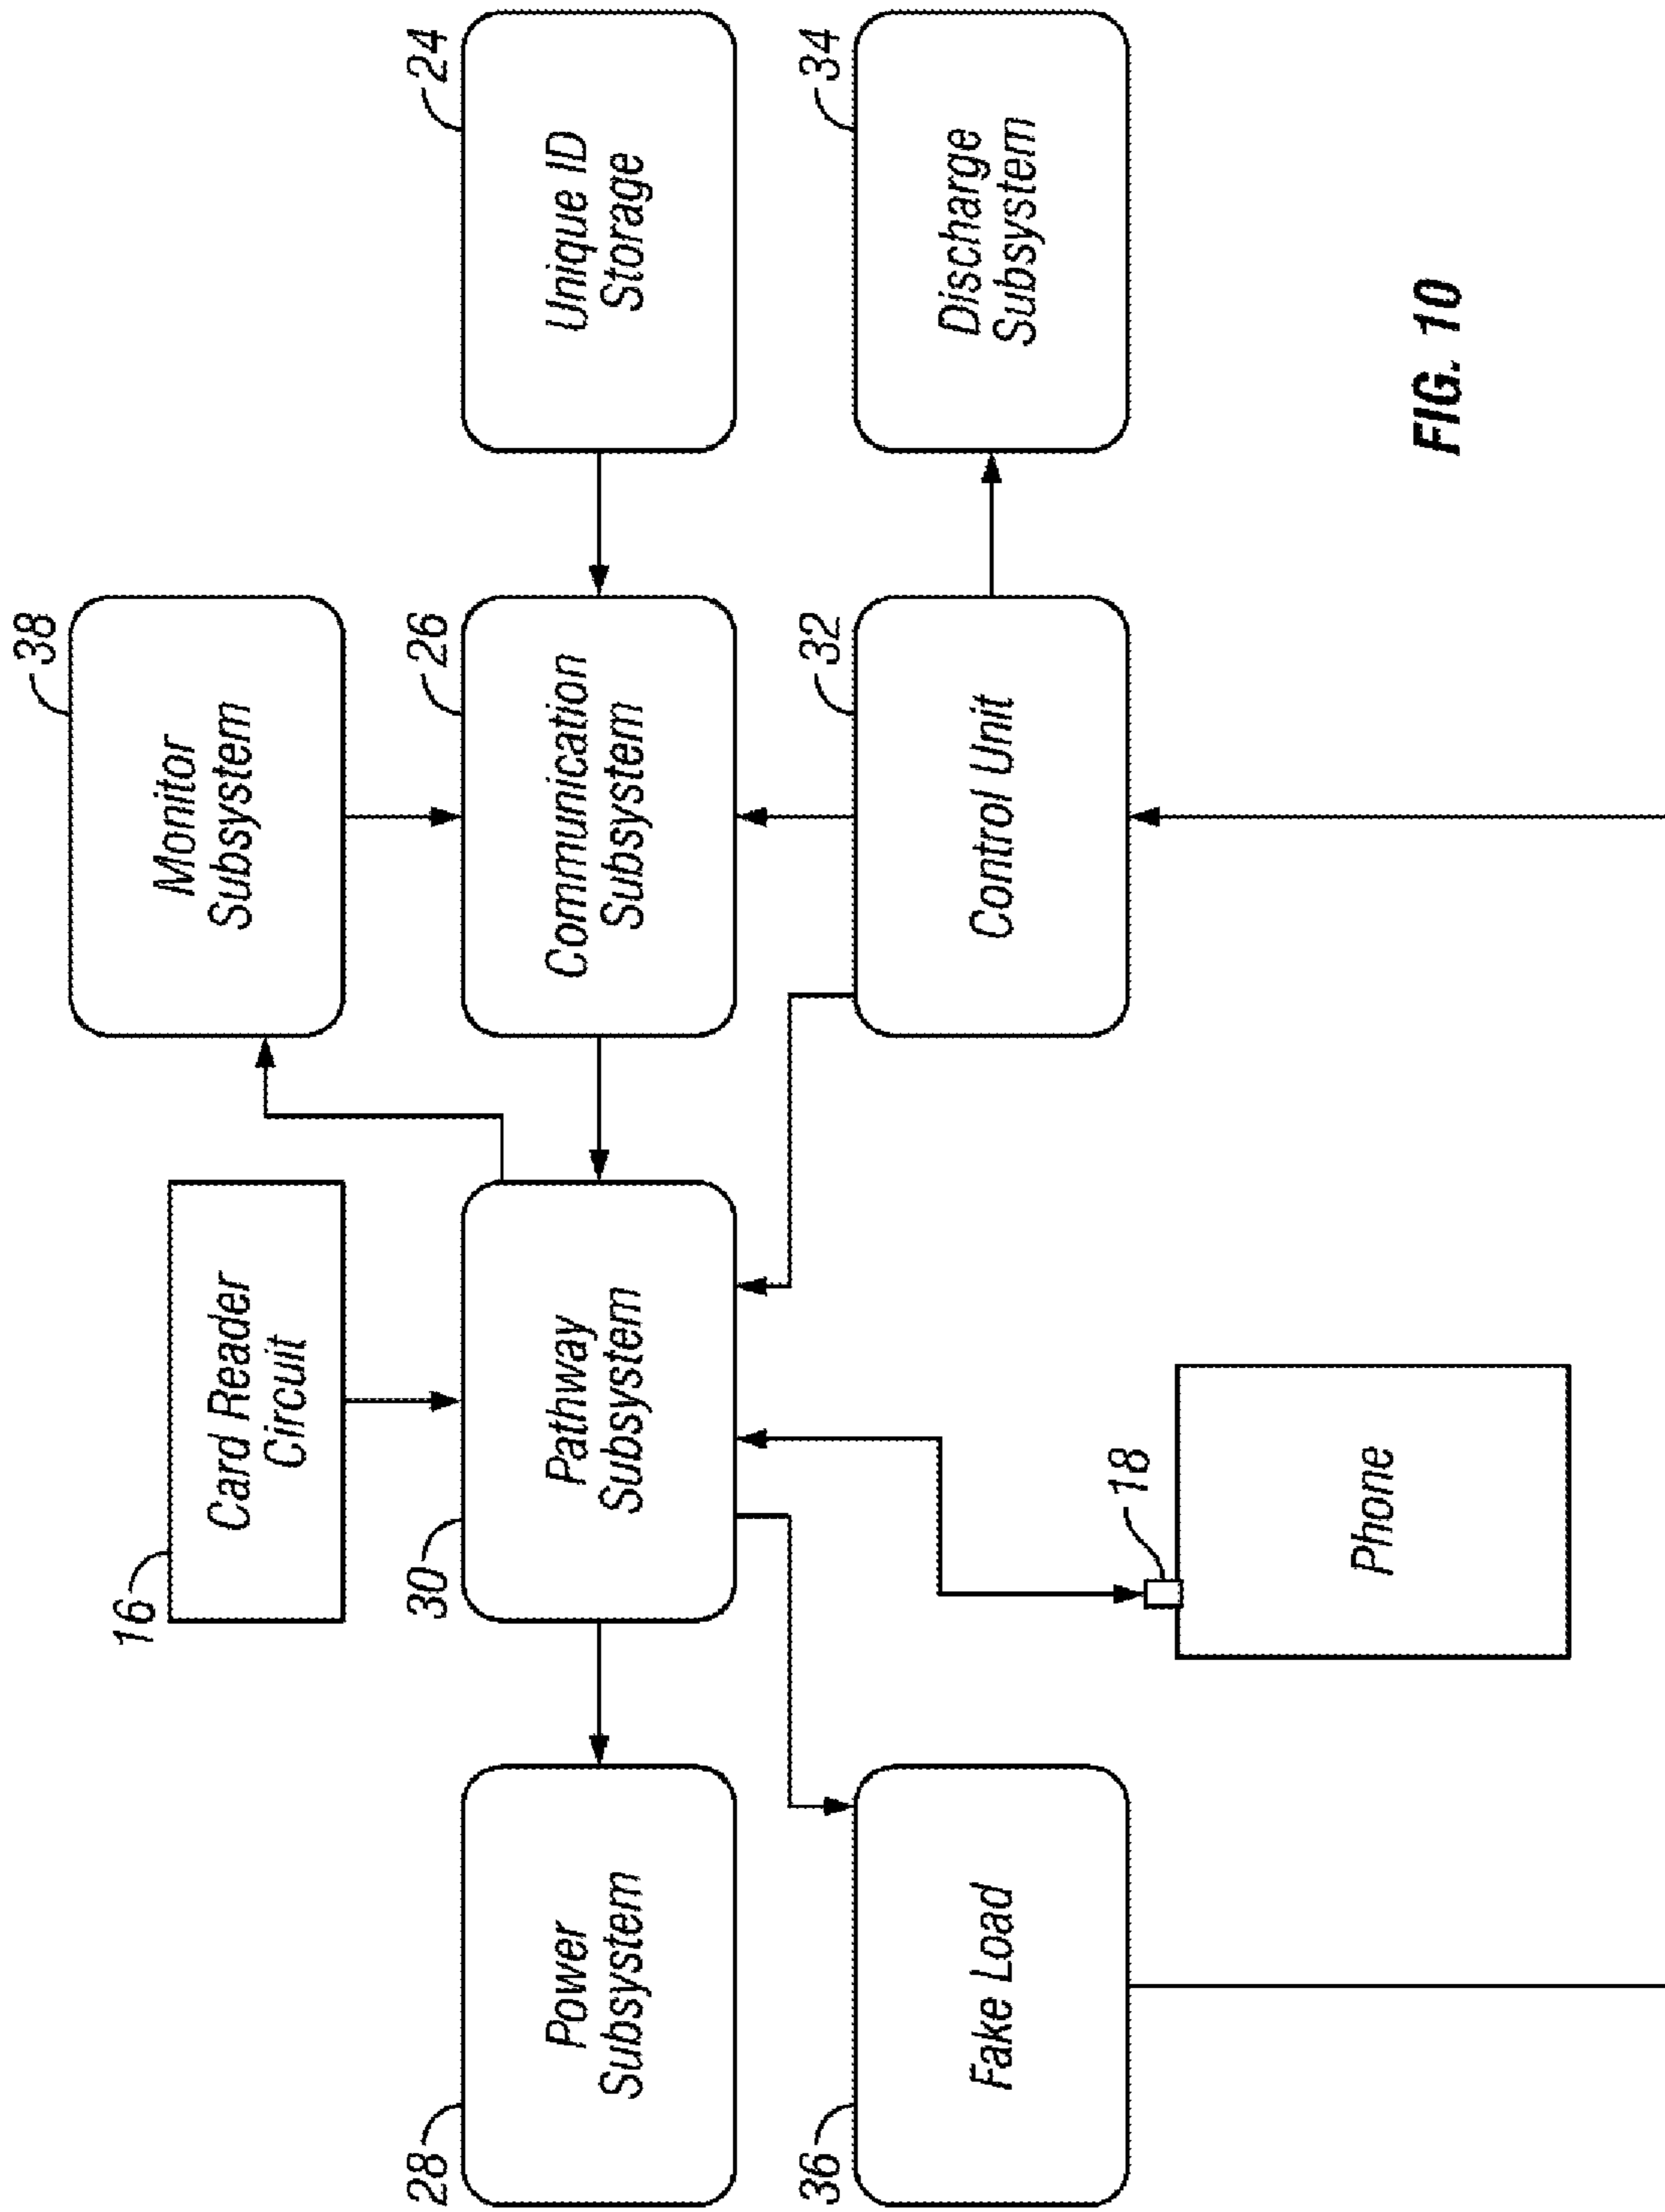 38
Monitor
Subsystem
16
Card Reader
Circuit
28
Power
Subsystem
30
Pathway
Subsystem
26
Communication
Subsystem
24
Unique ID
Storage
36
Fake Load
32
Control Unit
34
Discharge
Subsystem
18
Phone
FIG. 10